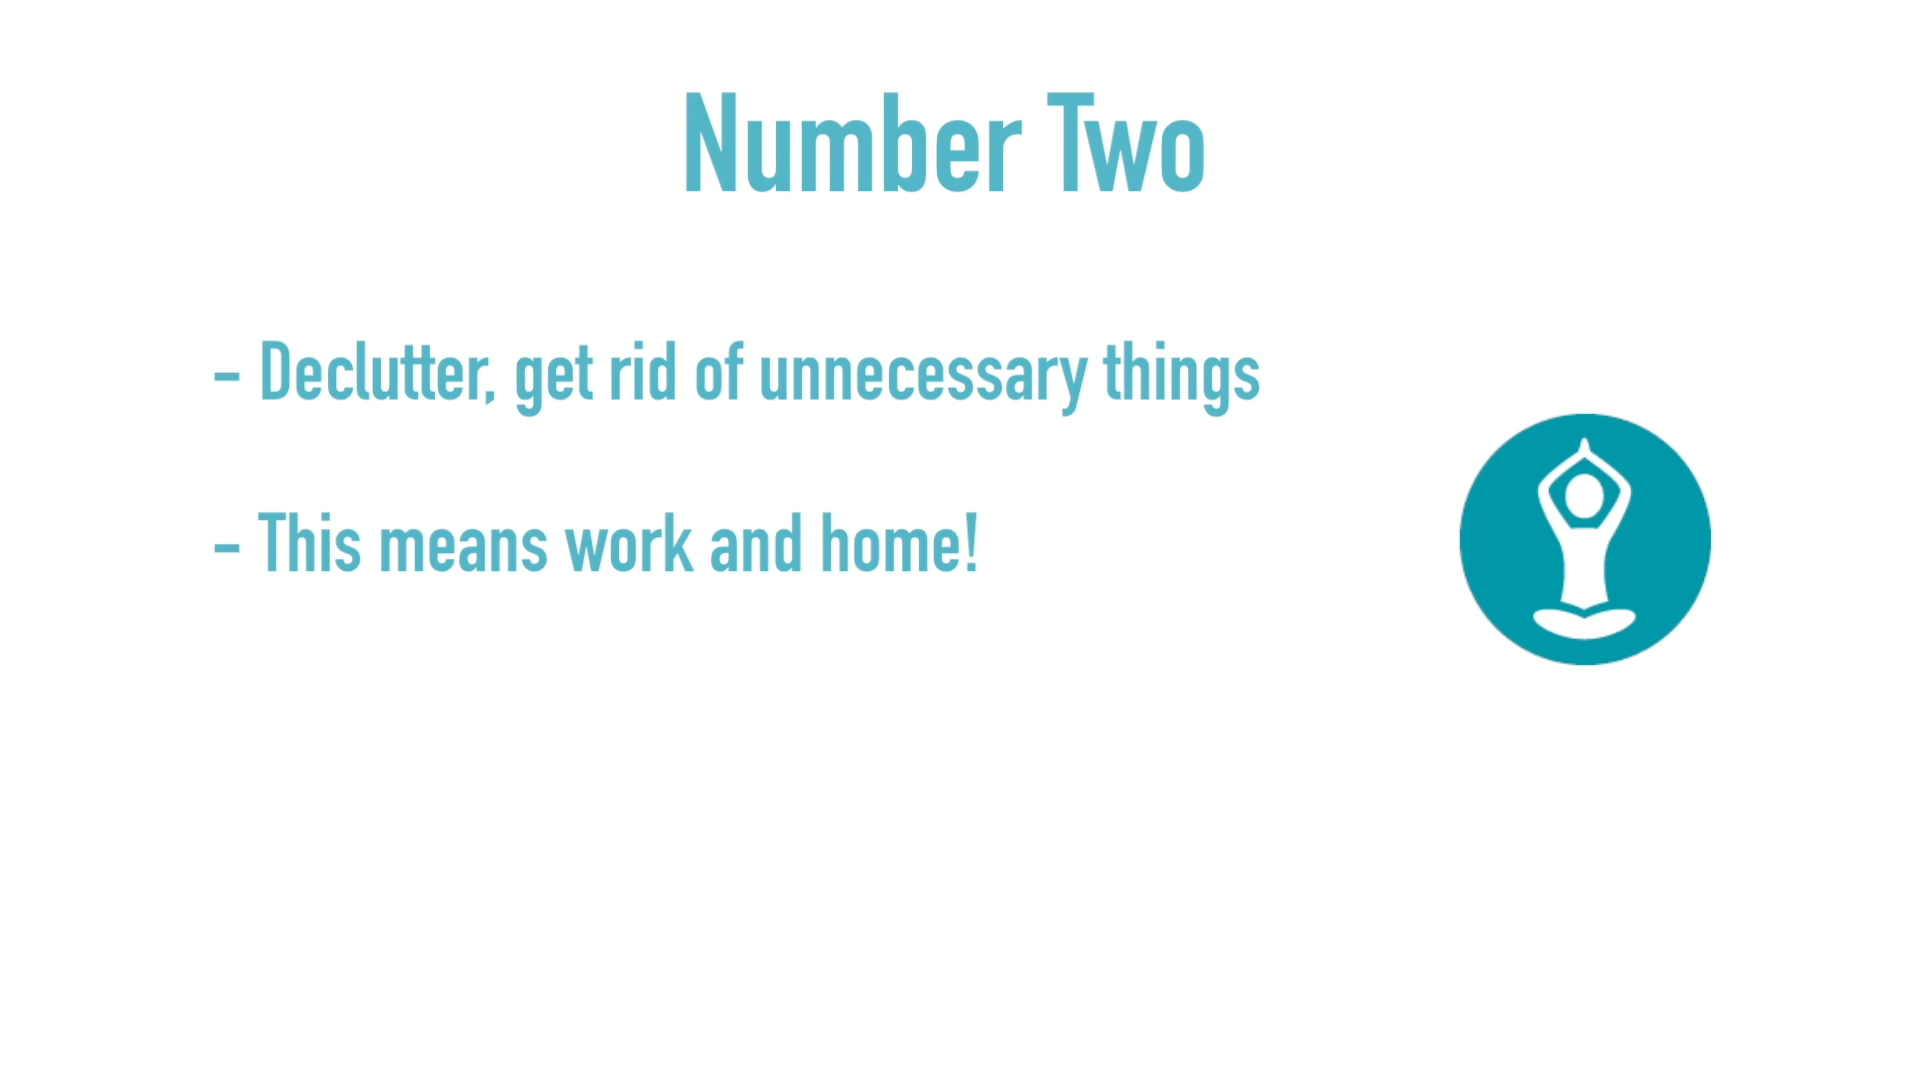 Number Two
- Declutter, get rid of unnecessary things
- This means work and home!